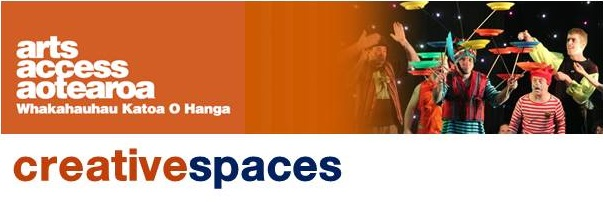 arts
access
aotearoa
Whakahauhau Katoa O Hanga
creativespaces